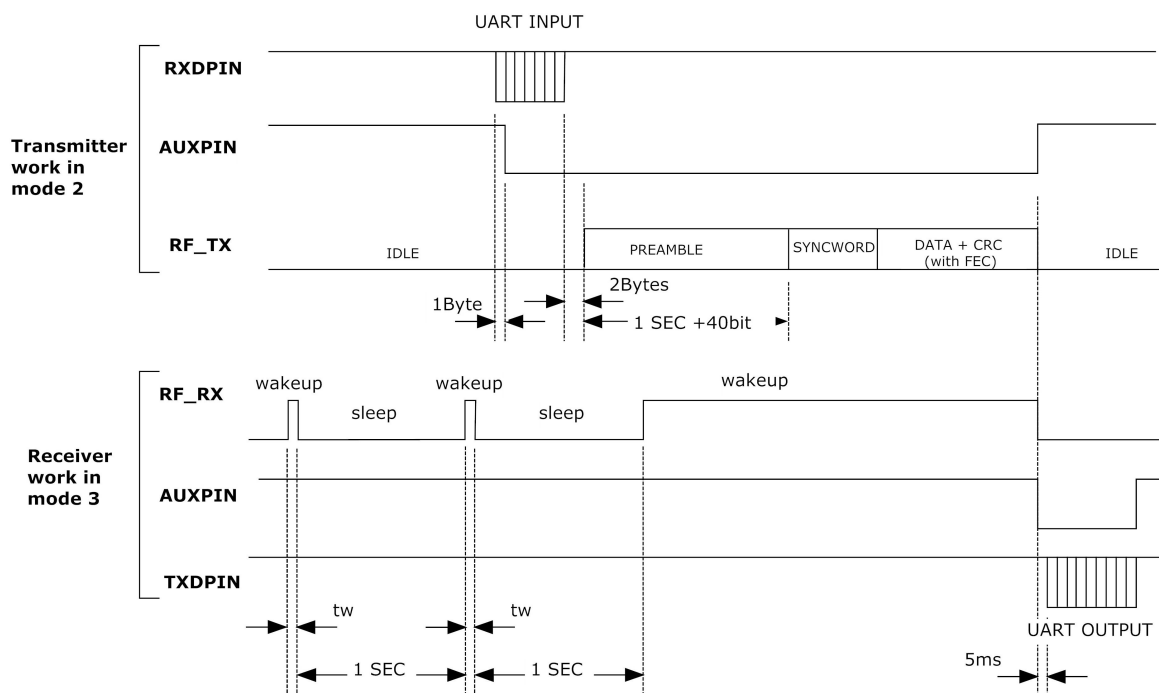 UART INPUT
RXDPIN
Transmitter
work in
mode 2
AUXPIN
RF_TX
IDLE
PREAMBLE
SYNCWORD
DATA + CRC
(with FEC)
IDLE
1Byte
2Bytes
1 SEC +40bit
RF_RX
wakeup
sleep
wakeup
sleep
wakeup
Receiver
work in
mode 3
AUXPIN
TXDPIN
tw
tw
UART OUTPUT
1 SEC
1 SEC
5ms